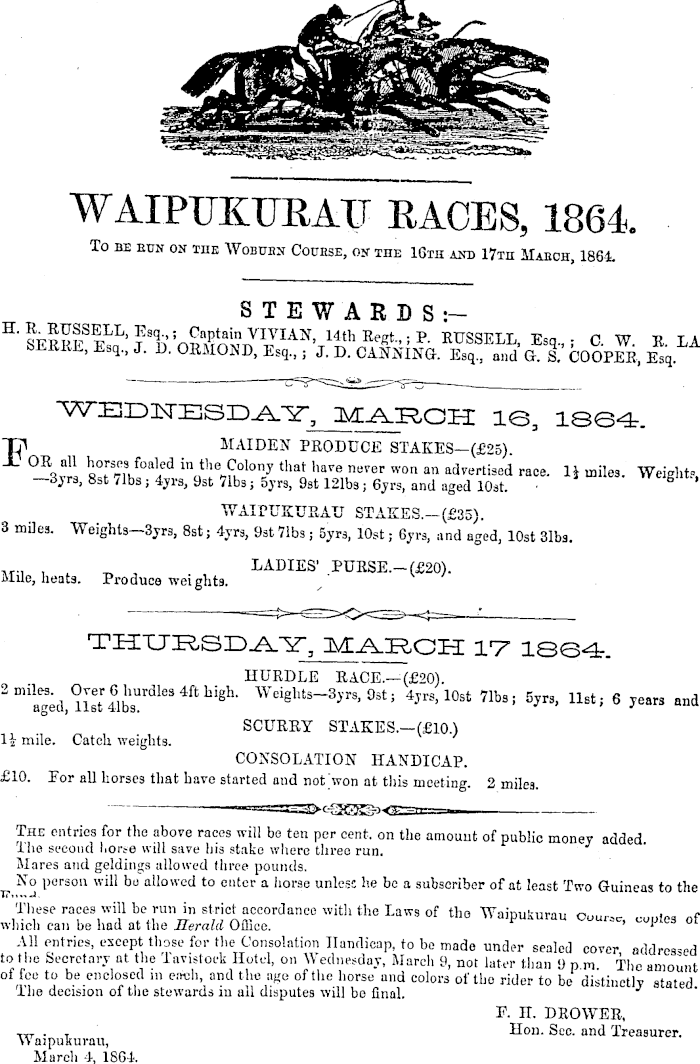 WAIPUKURAU RACES, 1864.
TO BE RUN ON THE WOBURN COURSE, ON THE 16TH AND 17TH MARCH, 1864.
STEWARDS:—
H. R. RUSSELL, Esq.,; Captain VIVIAN, 14th Regt.,; P. RUSSELL, Esq.,; C. W. R. LA
SERRE, Esq., J. D. ORMOND, Esq.,; J. D. CANNING. Esq., and G. S. COOPER, Esq.
WEDNESDAY, MARCH 16, 1864.
MAIDEN PRODUCE STAKES—(£25).
FOR all horses foaled in the Colony that have never won an advertised race. 1½ miles. Weights,
—3yrs, 8st 7lbs; 4yrs, 9st 7lbs; 5yrs, 9st 12lbs; 6yrs, and aged 10st.
WAIPUKURAU STAKES.—(£35).
3 miles. Weights—3yrs, 8st; 4yrs, 9st 7lbs; 5yrs, 10st; 6yrs, and aged, 10st 3lbs.
LADIES' PURSE.—(£20).
Mile, heats. Produce weights.
THURSDAY, MARCH 17 1864.
HURDLE RACE.—(£20).
2 miles. Over 6 hurdles 4ft high. Weights—3yrs, 9st; 4yrs, 10st 7lbs; 5yrs, 11st; 6 years and
aged, 11st 4lbs.
SCURRY STAKES.—(£10.)
1½ mile. Catch weights.
CONSOLATION HANDICAP.
£10. For all horses that have started and not won at this meeting. 2 miles.
THE entries for the above races will be ten per cent. on the amount of public money added.
The second horse will save his stake where three run.
Mares and geldings allowed three pounds.
No person will be allowed to enter a horse unless he be a subscriber of at least Two Guineas to the
These races will be run in strict accordance with the Laws of the Waipukurau Course, copies of
which can be had at the Herald Office.
All entries, except those for the Consolation Handicap, to be made under sealed cover, addressed
to the Secretary at the Tavistock Hotel, on Wednesday, March 9, not later than 9 p.m. The amount
of fee to be enclosed in each, and the age of the horse and colors of the rider to be distinctly stated.
The decision of the stewards in all disputes will be final.
F. H. DROWER,
Hon. Sec. and Treasurer.
Waipukurau,
March 4, 1864.